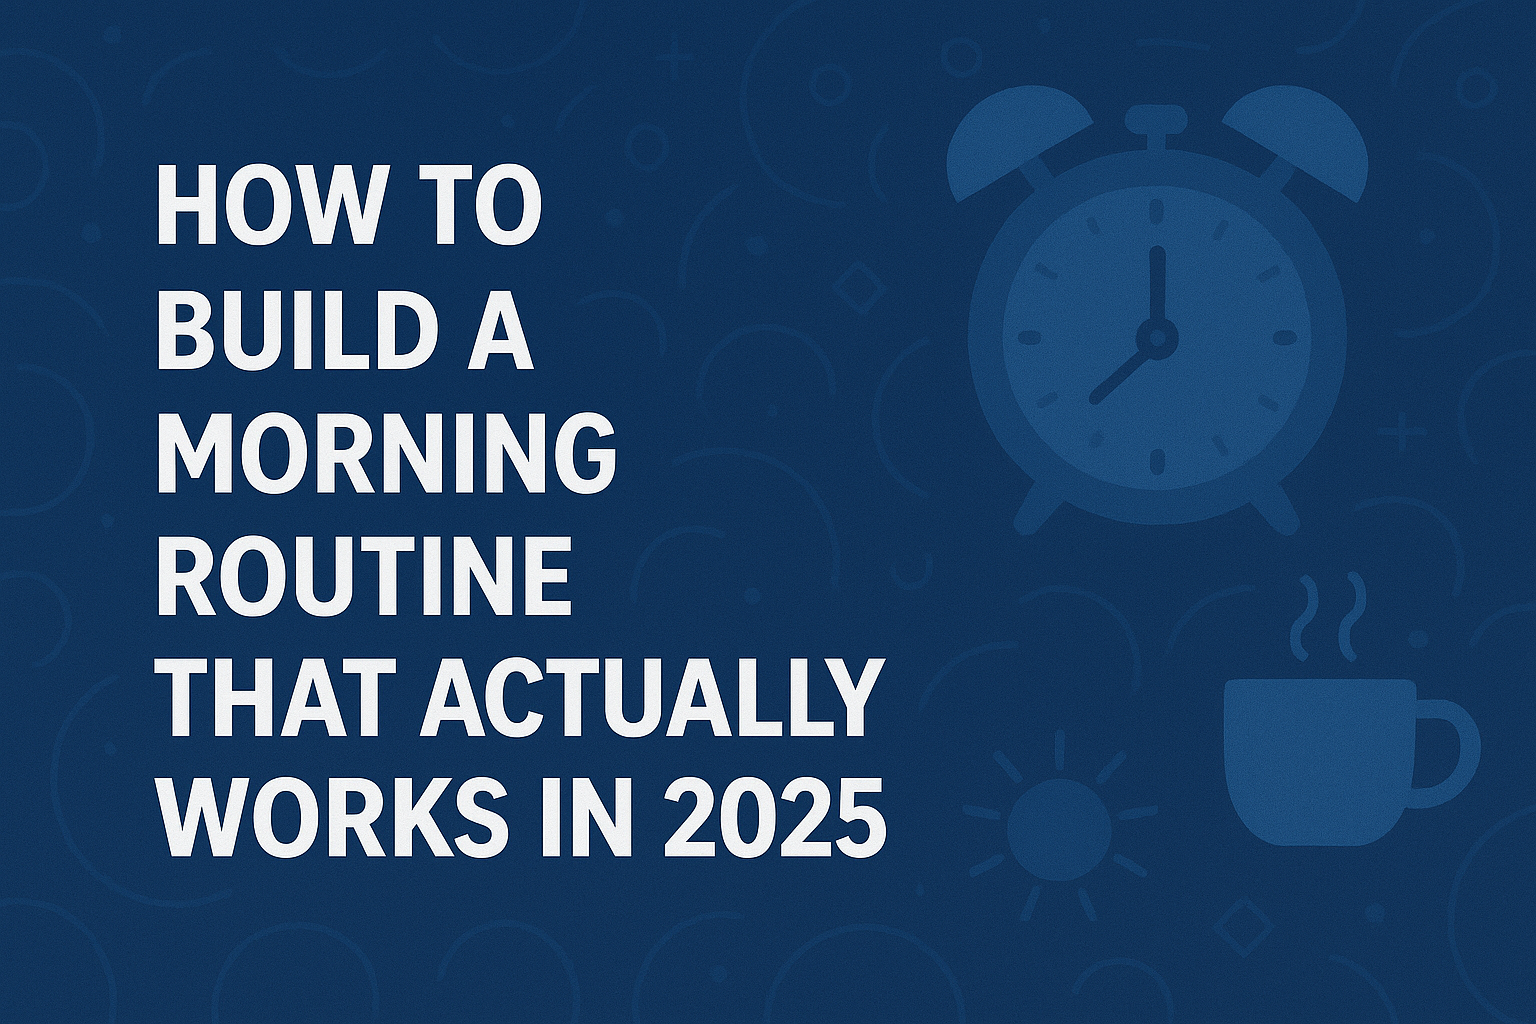 HOW TO
BUILD A
MORNING
ROUTINE
THAT ACTUALLY
WORKS IN 2025